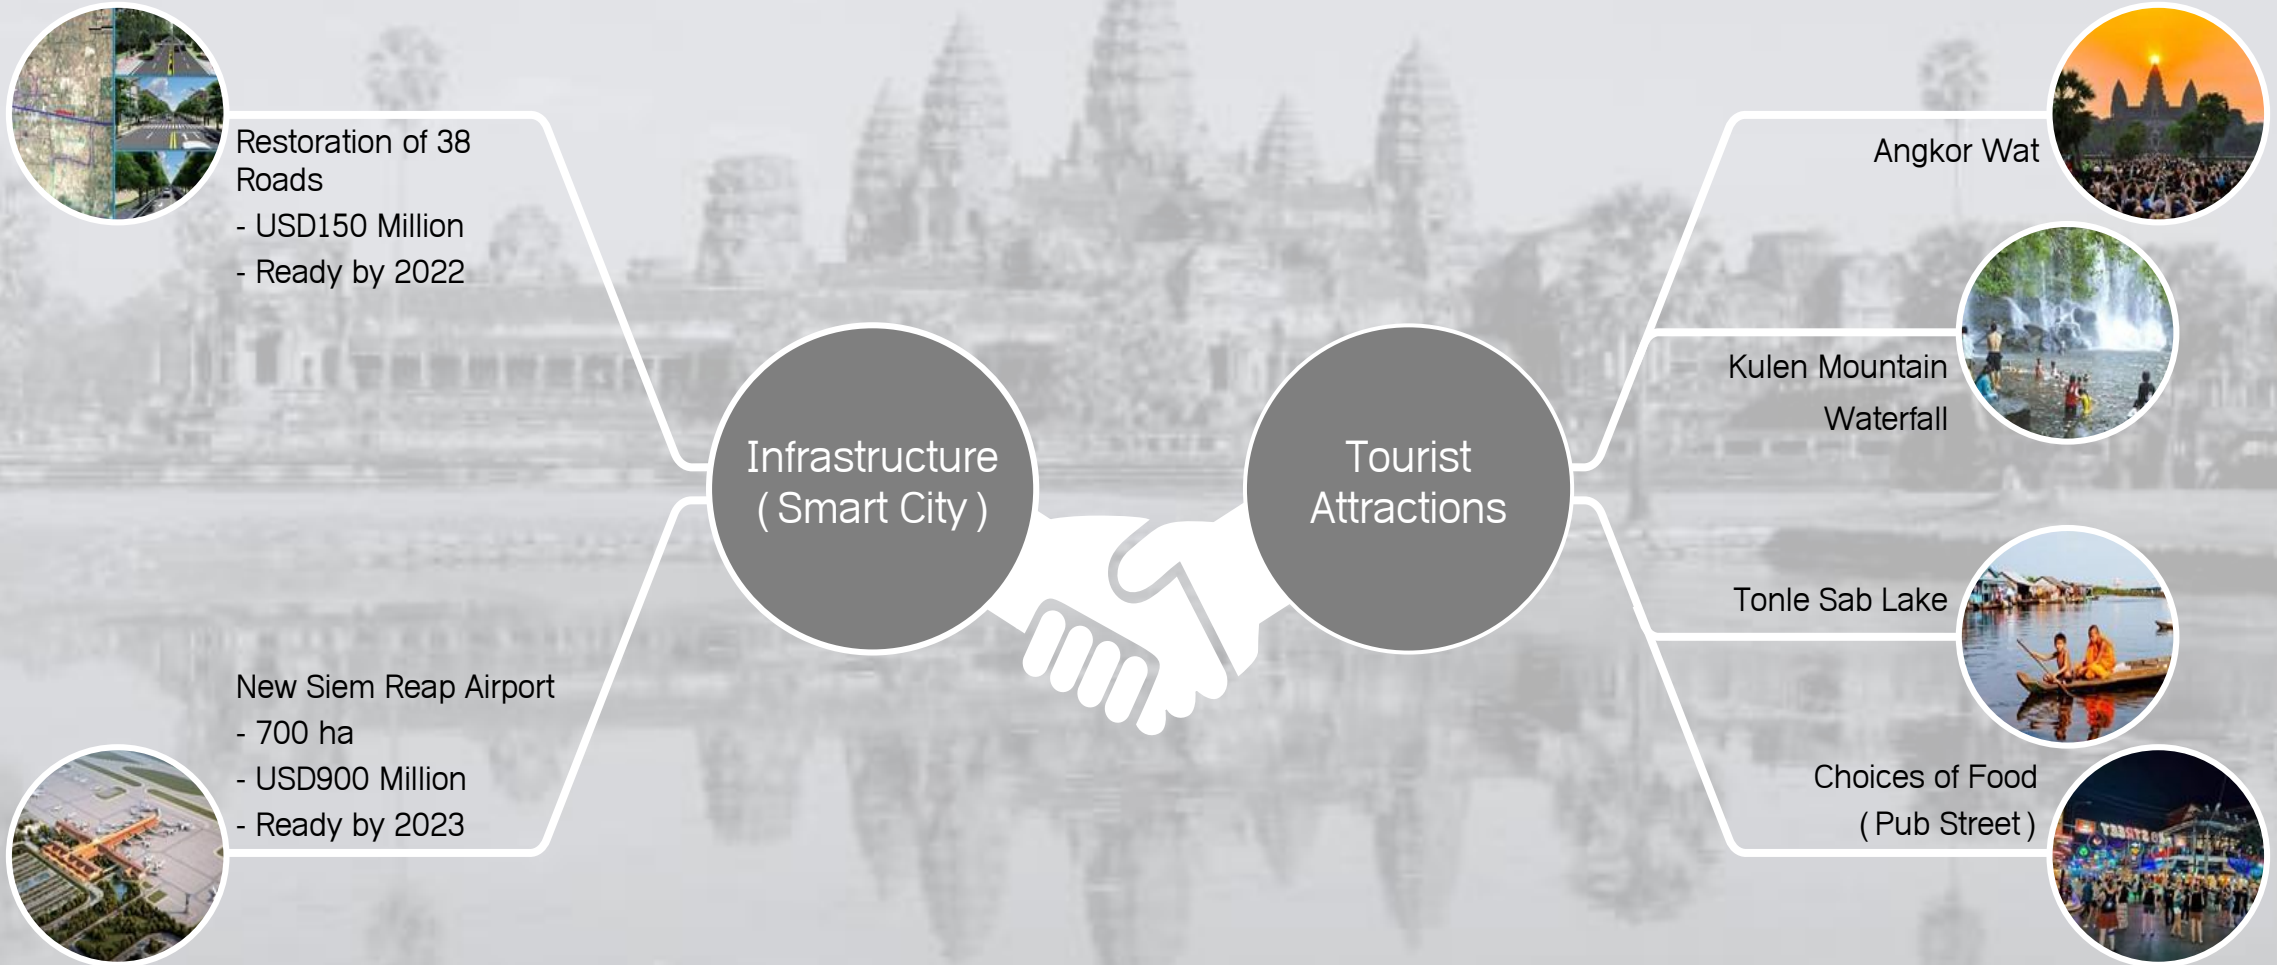 Restoration of 38
Roads
- USD150 Million
- Ready by 2022
New Siem Reap Airport
- 700 ha
- USD900 Million
- Ready by 2023
Infrastructure
( Smart City )
Tourist
Attractions
Angkor Wat
Kulen Mountain
Waterfall
Tonle Sab Lake
Choices of Food
( Pub Street )